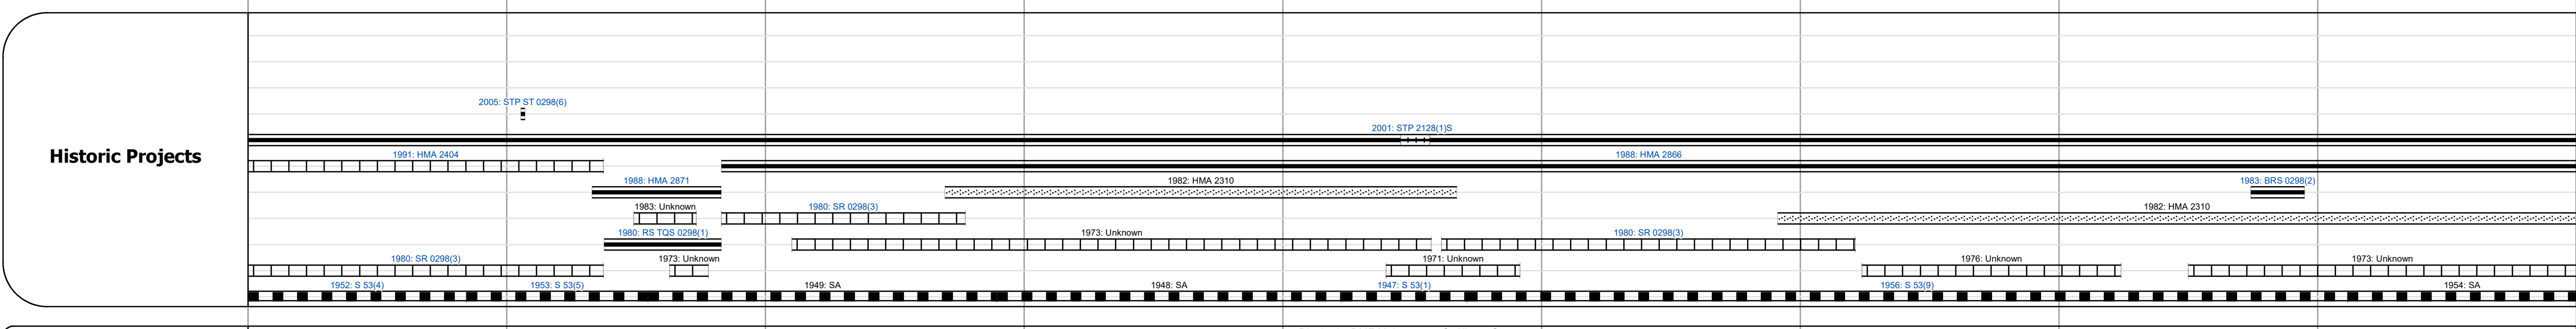 Historic Projects
2005: STP ST 0298(6)
2001: STP 2128(1)S
1991: HMA 2404
1988: HMA 2866
1988: HMA 2871
1982: HMA 2310
1983: BRS 0298(2)
1983: Unknown
1980: SR 0298(3)
1982: HMA 2310
1980: RS TQS 0298(1)
1973: Unknown
1980: SR 0298(3)
1980: SR 0298(3)
1973: Unknown
1971: Unknown
1976: Unknown
1973: Unknown
1952: S 53(4)
1953: S 53(5)
1949: SA
1948: SA
1947: S 53(1)
1956: S 53(9)
1954: SA